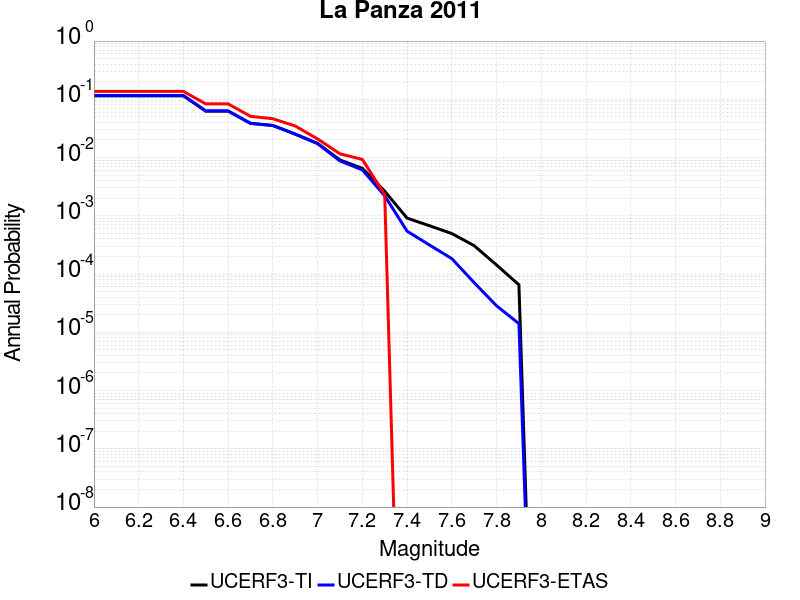 La Panza 2011
10^0
10^-1
10^-2
10^-3
10^-4
10^-5
10^-6
10^-7
10^-8
Annual Probability
6 6.2 6.4 6.6 6.8 7 7.2 7.4 7.6 7.8 8 8.2 8.4 8.6 8.8 9
Magnitude
UCERF3-TI UCERF3-TD UCERF3-ETAS